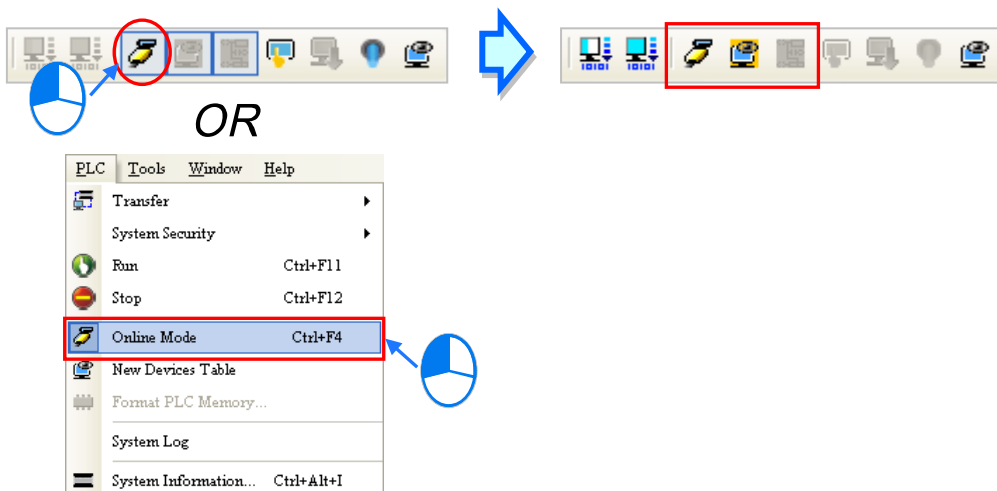 OR
PLC Tools Window Help
Transfer
System Security
Run Ctrl+F11
Stop Ctrl+F12
Online Mode Ctrl+F4
New Devices Table
Format PLC Memory...
System Log
System Information... Ctrl+Alt+I